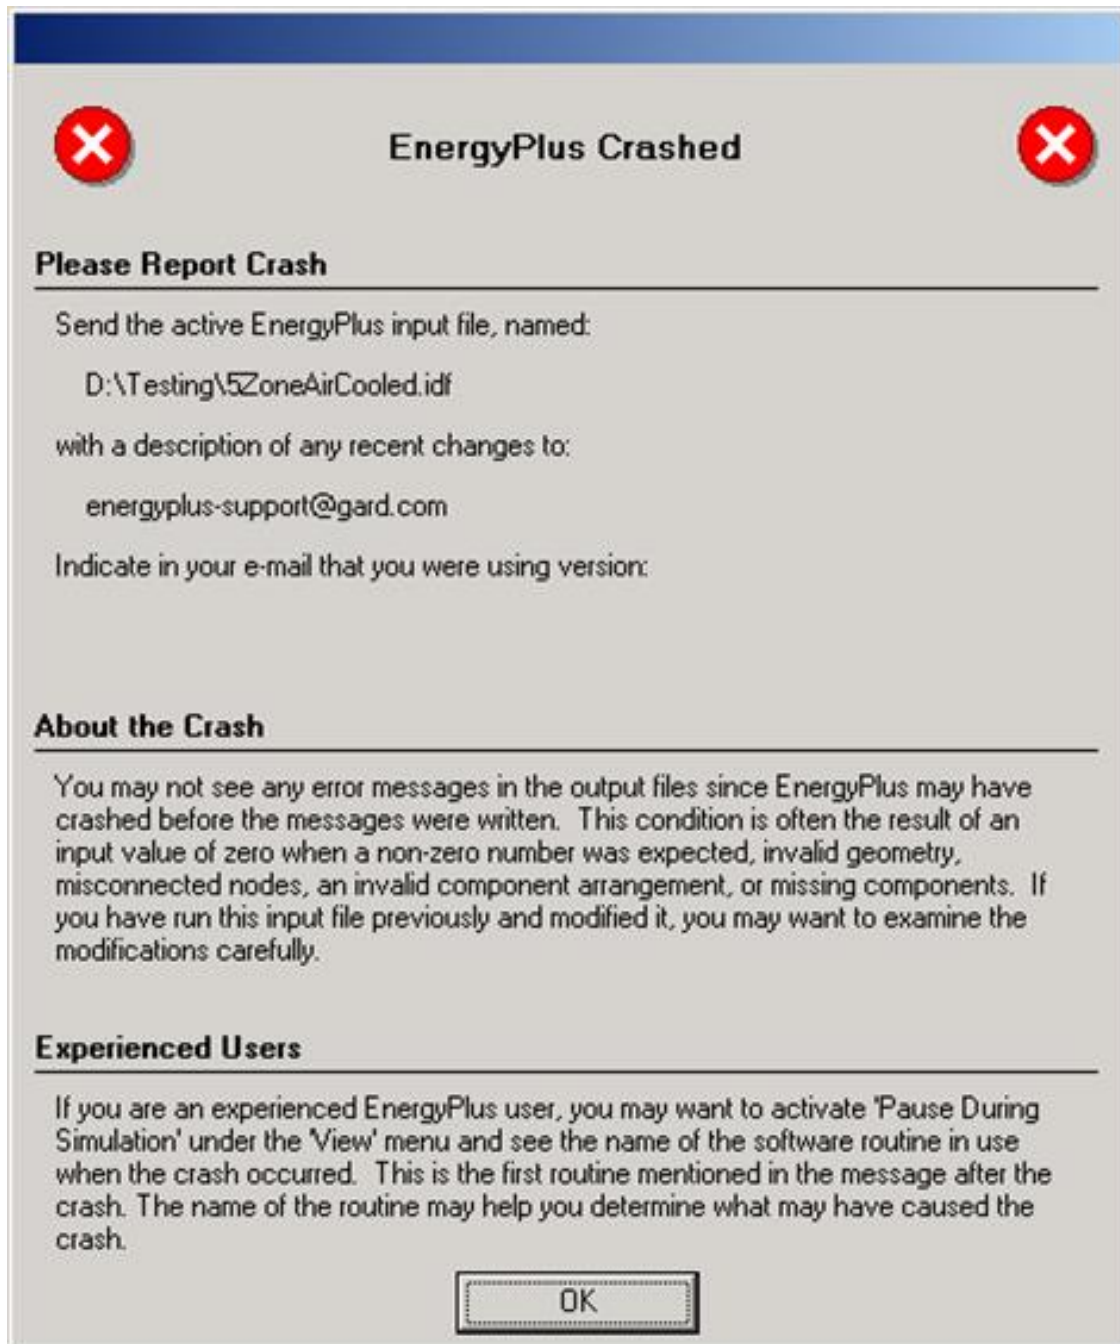 EnergyPlus Crashed
Please Report Crash
Send the active EnergyPlus input file, named:
D:\Testing\5ZoneAirCooled.idf
with a description of any recent changes to:
energyplus-support@gard.com
Indicate in your e-mail that you were using version:
About the Crash
You may not see any error messages in the output files since EnergyPlus may have
crashed before the messages were written.  This condition is often the result of an
input value of zero when a non-zero number was expected, invalid geometry,
misconnected nodes, an invalid component arrangement, or missing components.  If
you have run this input file previously and modified it, you may want to examine the
modifications carefully.
Experienced Users
If you are an experienced EnergyPlus user, you may want to activate 'Pause During
Simulation' under the 'View' menu and see the name of the software routine in use
when the crash occurred.  This is the first routine mentioned in the message after the
crash. The name of the routine may help you determine what may have caused the
crash.
OK